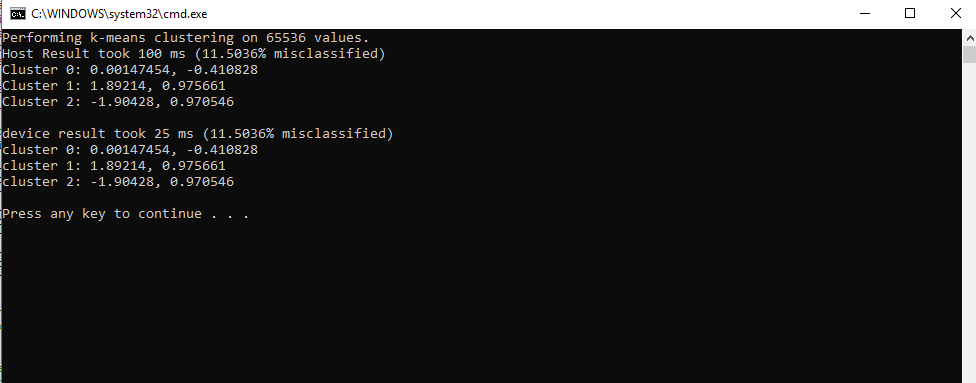 C:\WINDOWS\system32\cmd.exe
Performing k-means clustering on 65536 values.
Host Result took 100 ms (11.5036% misclassified)
Cluster 0: 0.00147454, -0.410828
Cluster 1: 1.89214, 0.975661
Cluster 2: -1.90428, 0.970546
device result took 25 ms (11.5036% misclassified)
cluster 0: 0.00147454, -0.410828
cluster 1: 1.89214, 0.975661
cluster 2: -1.90428, 0.970546
Press any key to continue . . .